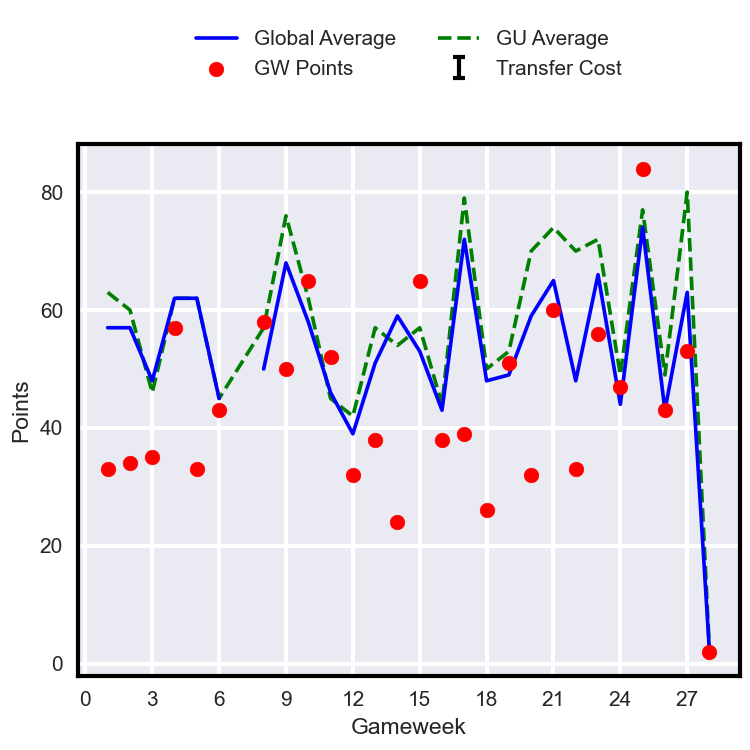 Global Average GU Average
GW Points Transfer Cost
80
60
40
20
0
Points
0 3 6 9 12 15 18 21 24 27
Gameweek